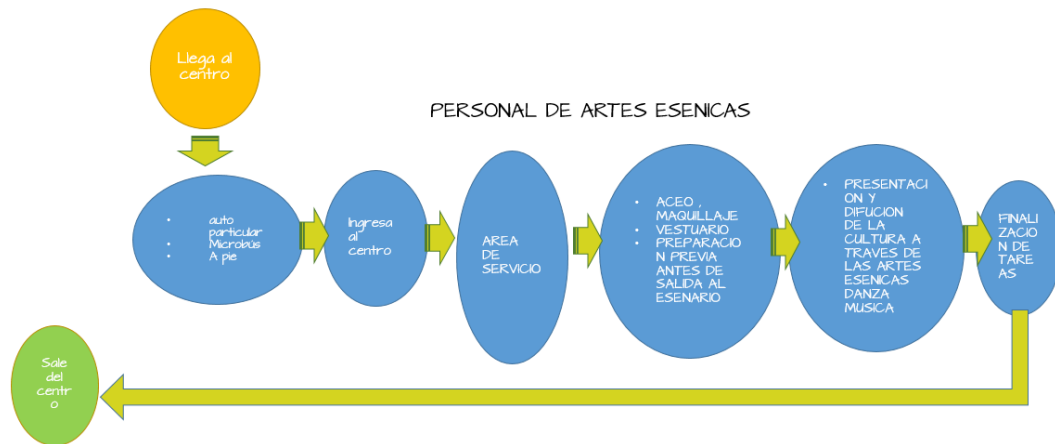 Llega al
centro
PERSONAL DE ARTES ESENICAS
• auto
particular
• Microbús
• A pie
Ingresa
al
centro
AREA
DE
SERVICIO
• ACEO ,
MAQUILLAJE
VESTUARIO
• PREPARACIO
N PREVIA
ANTES DE
SALIDA AL
ESENARIO
• PRESENTACI
ON Y
DIFUCION
DE LA
CULTURA A
TRAVES DE
LAS ARTES
ESENICAS
DANZA
MUSICA
FINALI
ZACIO
N DE
TARE
AS
Sale
del
centr
o